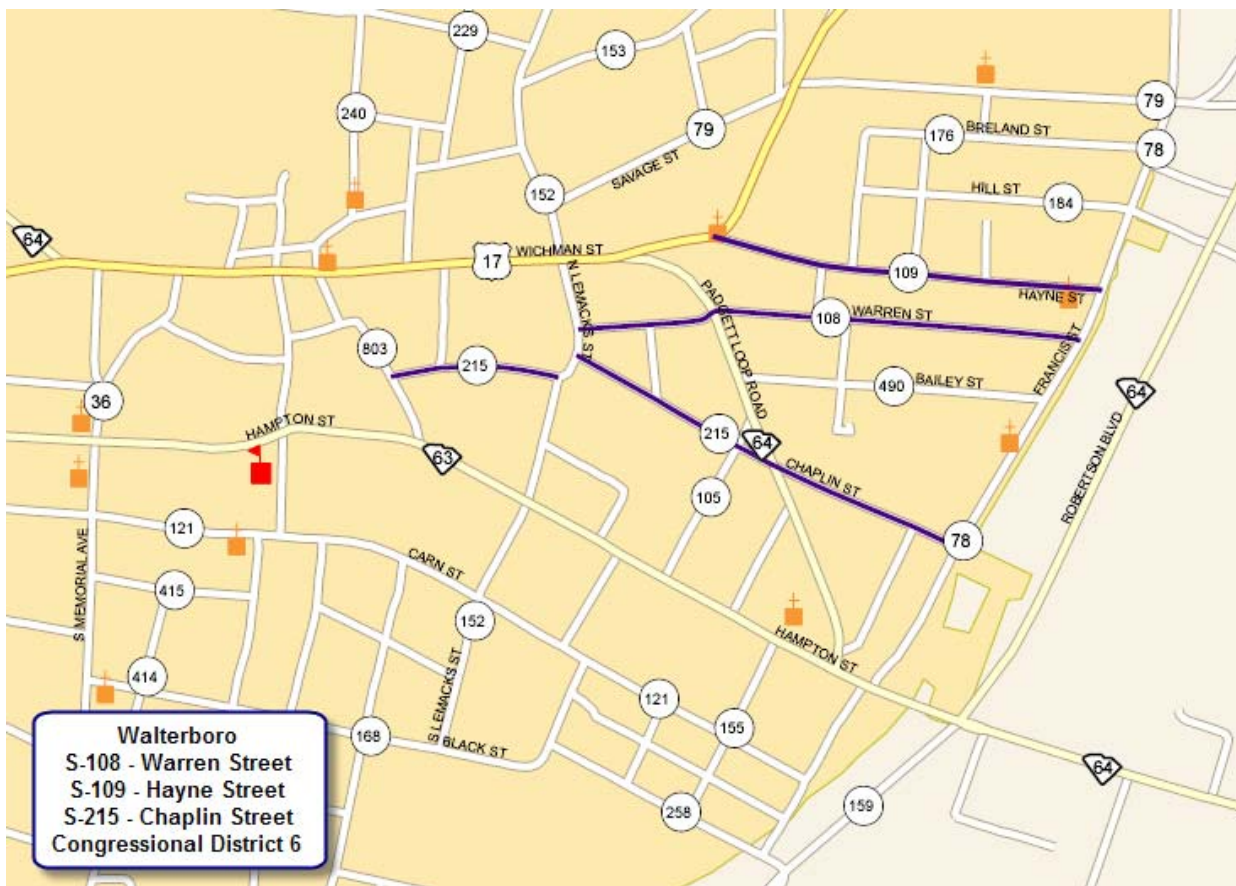 229
153
240
79
79
176
BRELAND ST
78
SAVAGE ST
152
HILL ST
184
64
WICHMAN ST
17
109
HAYNE ST
N LEMACKS ST
PADGETT LOOP ROAD
108
WARREN ST
803
215
FRANCIS ST
490
BAILEY ST
64
36
HAMPTON ST
63
215
64
CHAPLIN ST
ROBERTSON BLVD
105
121
78
CARN ST
S MEMORIAL AVE
415
152
HAMPTON ST
414
S LEMACKS ST
121
155
168
BLACK ST
64
258
159
Walterboro
S-108 - Warren Street
S-109 - Hayne Street
S-215 - Chaplin Street
Congressional District 6